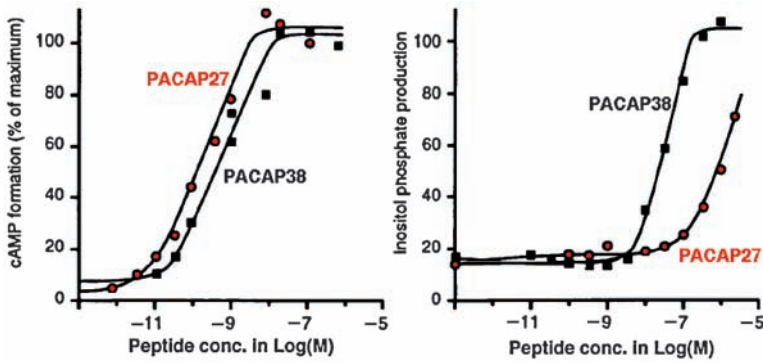 cAMP formation (% of maximum)
100
80
60
40
20
0
PACAP27
PACAP38
−11
−9
−7
−5
Peptide conc. in Log(M)
Inositol phosphate production
100
80
60
40
20
0
PACAP38
PACAP27
−11
−9
−7
−5
Peptide conc. in Log(M)